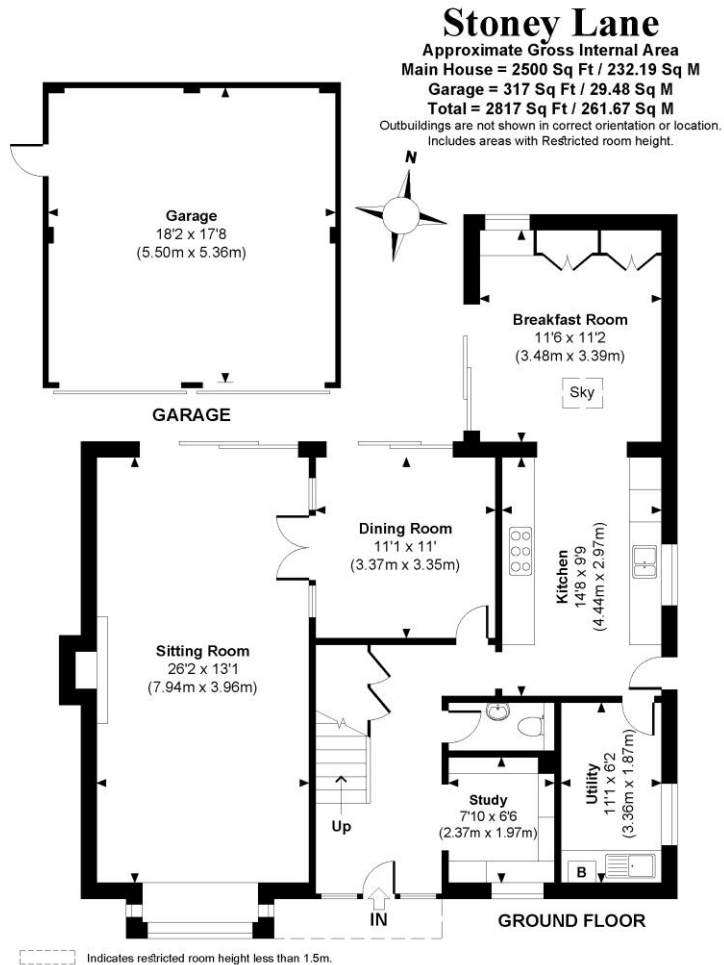 Stoney Lane
Approximate Gross Internal Area
Main House = 2500 Sq Ft / 232.19 Sq M
Garage = 317 Sq Ft / 29.48 Sq M
Total = 2817 Sq Ft / 261.67 Sq M
Outbuildings are not shown in correct orientation or location.
Includes areas with Restricted room height.
N
Garage
18'2 x 17'8
(5.50m x 5.36m)
GARAGE
Breakfast Room
11'6 x 11'2
(3.48m x 3.39m)
Sky
Dining Room
11'1 x 11'
(3.37m x 3.35m)
Kitchen
14'8 x 9'9
(4.44m x 2.97m)
Sitting Room
26'2 x 13'1
(7.94m x 3.96m)
Up
Study
7'10 x 6'6
(2.37m x 1.97m)
Utility
11'1 x 6'2
(3.36m x 1.87m)
B
IN
GROUND FLOOR
Indicates restricted room height less than 1.5m.